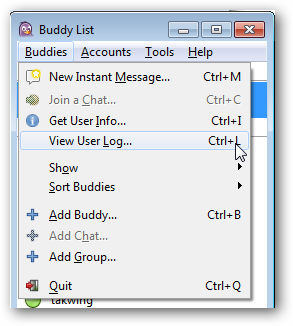 Buddy List
Buddies Accounts Tools Help
New Instant Message... Ctrl+M
Join a Chat... Ctrl+C
Get User Info... Ctrl+I
View User Log... Ctrl+L
Show
Sort Buddies
Add Buddy... Ctrl+B
Add Chat...
Add Group...
Quit Ctrl+Q
takwing